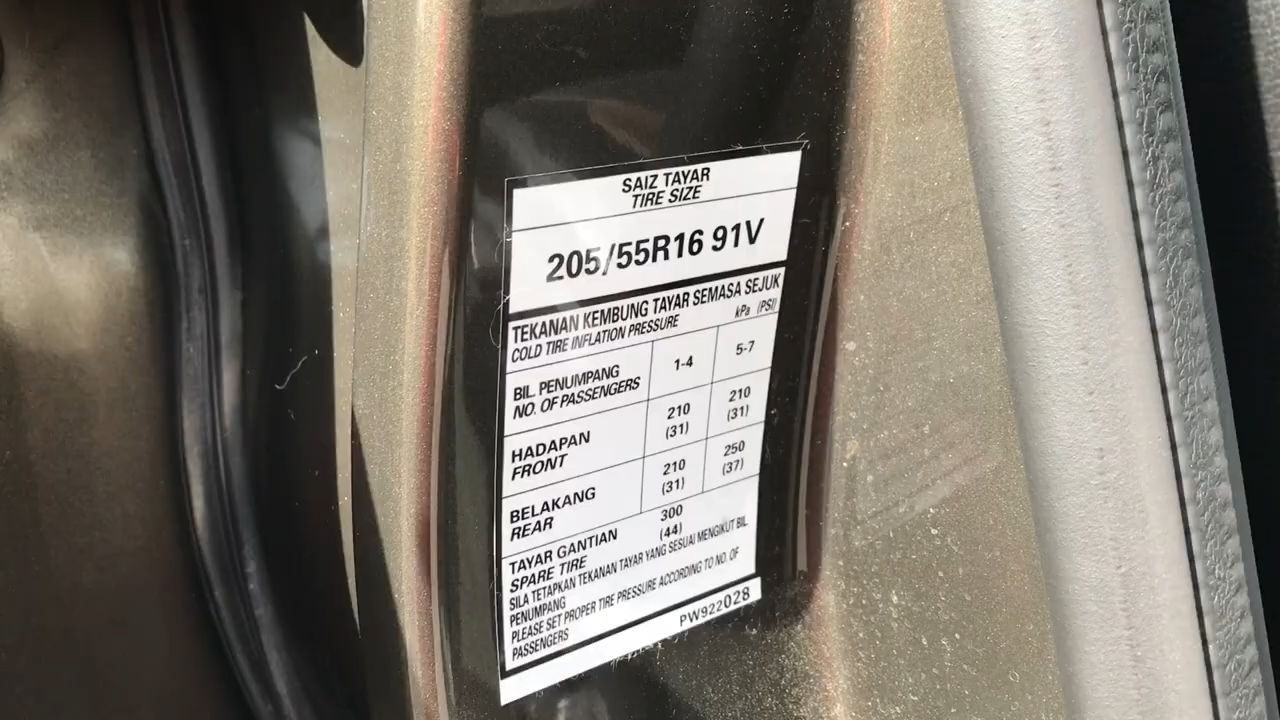 SAIZ TAYAR
TIRE SIZE
205/55R16 91V
TEKANAN KEMBUNG TAYAR SEMASA SEJUK
COLD TIRE INFLATION PRESSURE kPa (PSI)
BIL. PENUMPANG
NO. OF PASSENGERS
1-4
5-7
HADAPAN
FRONT
210
(31)
210
(31)
BELAKANG
REAR
210
(31)
250
(37)
TAYAR GANTIAN
SPARE TIRE
300
(44)
SILA TETAPKAN TEKANAN TAYAR YANG SESUAI MENGIKUT BIL.
PENUMPANG
PLEASE SET PROPER TIRE PRESSURE ACCORDING TO NO. OF
PASSENGERS
PW922028